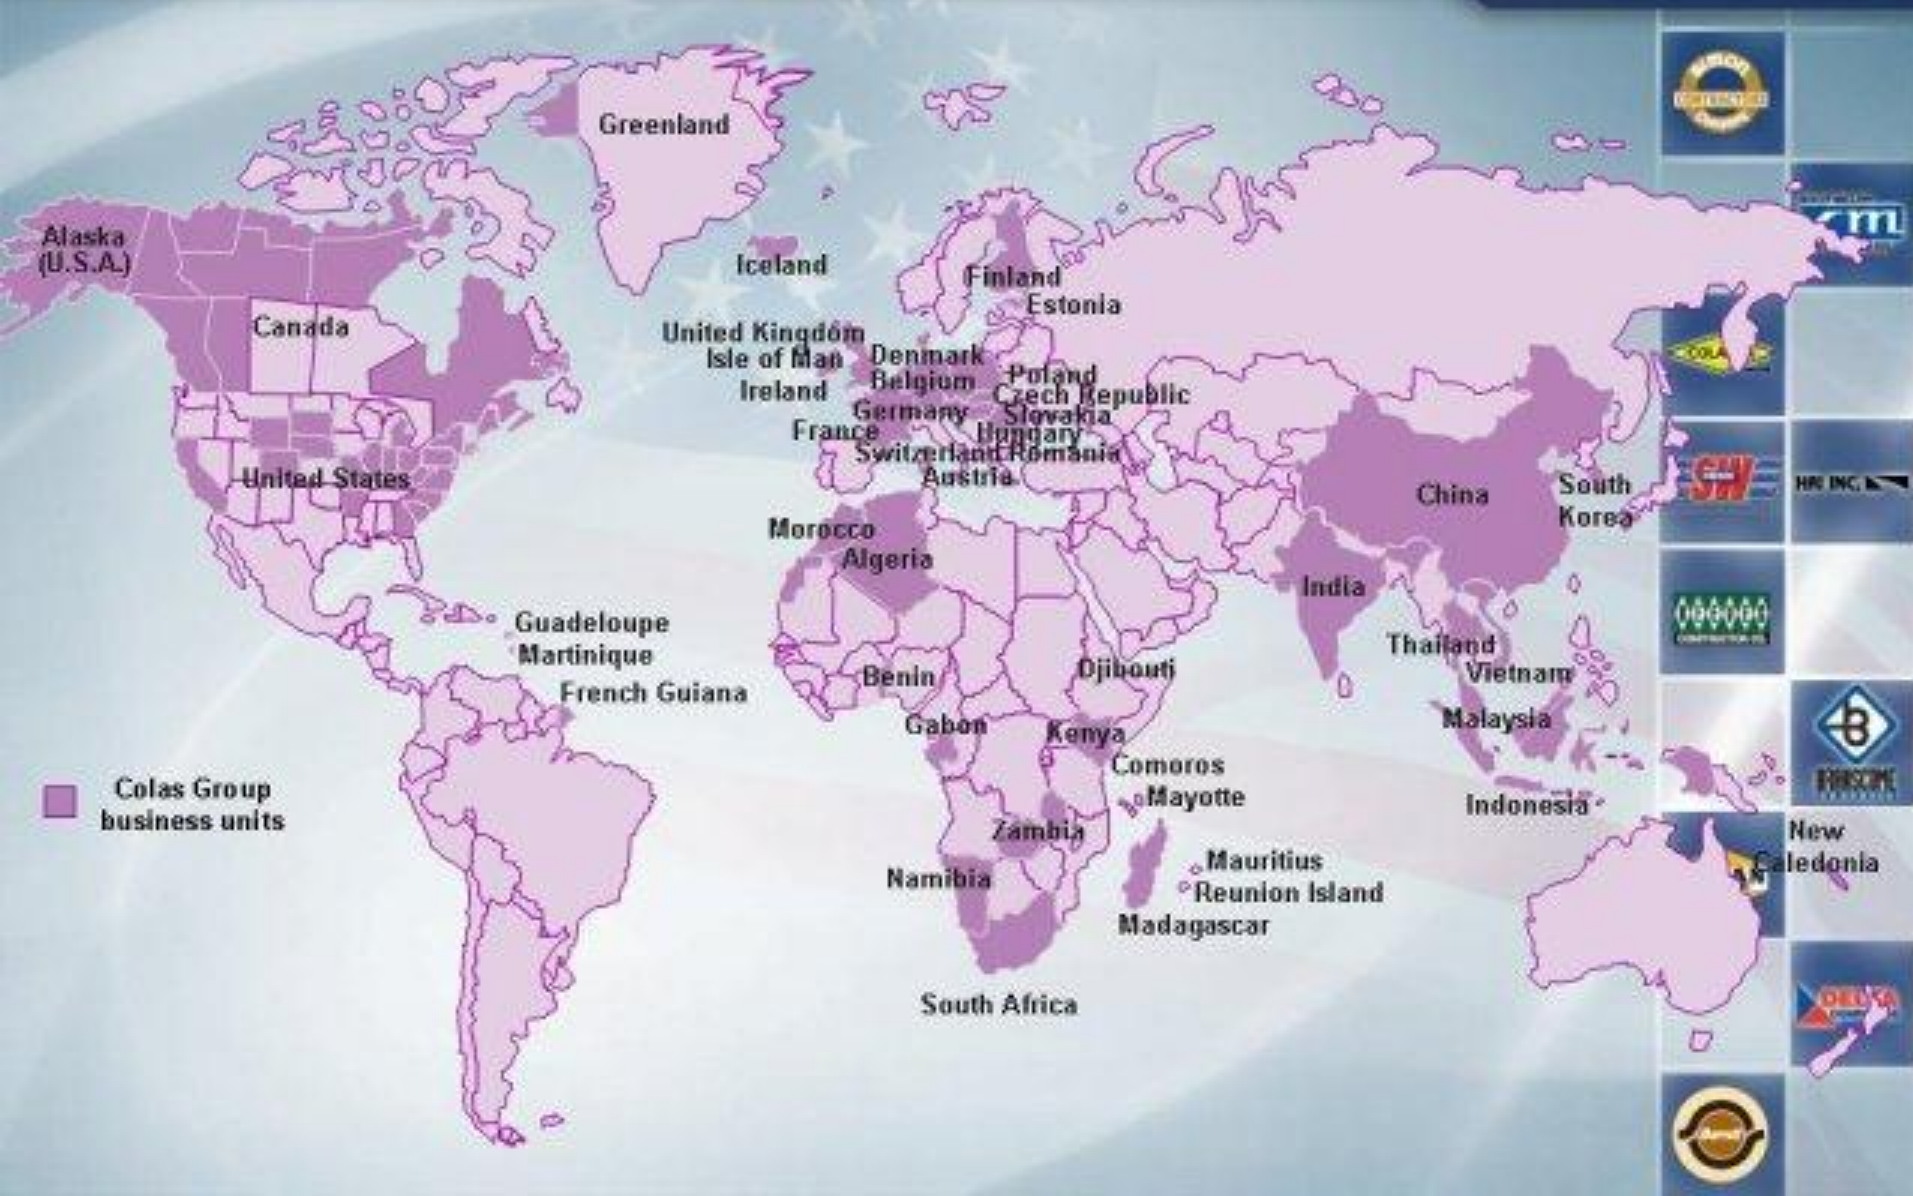 Greenland
Alaska
(U.S.A.)
Iceland
Finland
Estonia
Canada
United Kingdom
Isle of Man
Ireland
Denmark
Belgium
Poland
Czech Republic
Germany
Slovakia
France
Hungary
Switzerland
Romania
Austria
United States
China
South
Korea
Morocco
Algeria
India
Guadeloupe
Martinique
French Guiana
Benin
Djibouti
Thailand
Vietnam
Gabon
Kenya
Malaysia
Comoros
Mayotte
Indonesia
Zambia
Namibia
Mauritius
Reunion Island
Madagascar
South Africa
New
Caledonia
Colas Group
business units
HRI INC.
DELTA